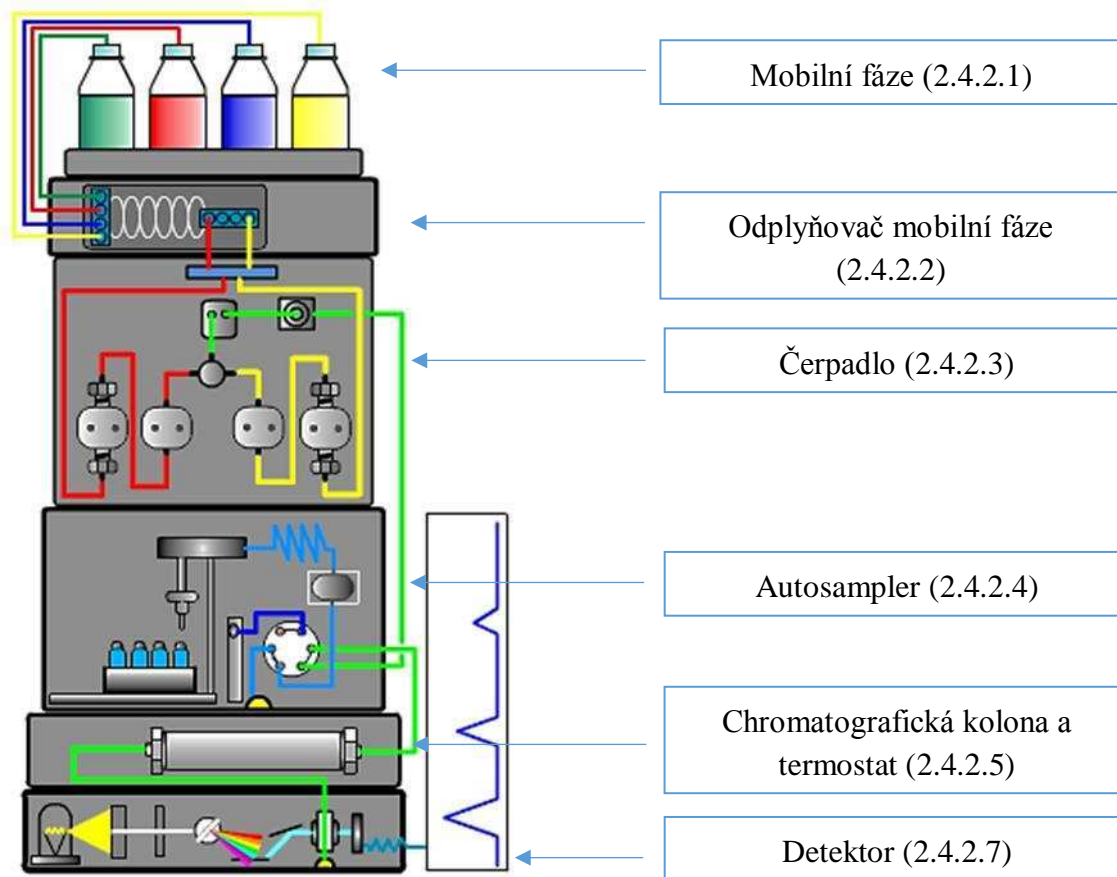 Mobilní fáze (2.4.2.1)
Odplyňovač mobilní fáze
(2.4.2.2)
Čerpadlo (2.4.2.3)
Autosampler (2.4.2.4)
Chromatografická kolona a
termostat (2.4.2.5)
Detektor (2.4.2.7)